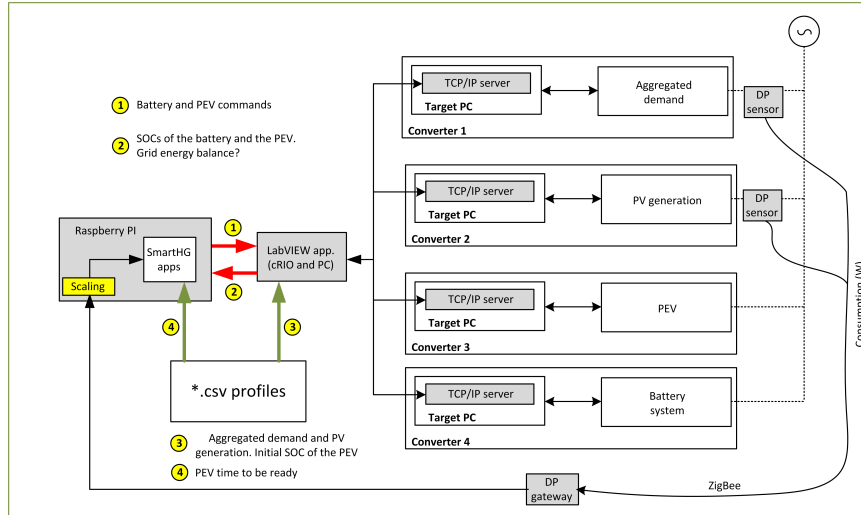 1 Battery and PEV commands
2 SOCs of the battery and the PEV.
Grid energy balance?
Raspberry PI
SmartHG
apps
Scaling
1
2
LabVIEW app.
(cRIO and PC)
4
3
*.csv profiles
3 Aggregated demand and PV
generation. Initial SOC of the PEV
4 PEV time to be ready
TCP/IP server
Target PC
Converter 1
Aggregated
demand
DP
sensor
TCP/IP server
Target PC
Converter 2
PV generation
DP
sensor
TCP/IP server
Target PC
Converter 3
PEV
TCP/IP server
Target PC
Converter 4
Battery
system
Consumption (W)
ZigBee
DP
gateway